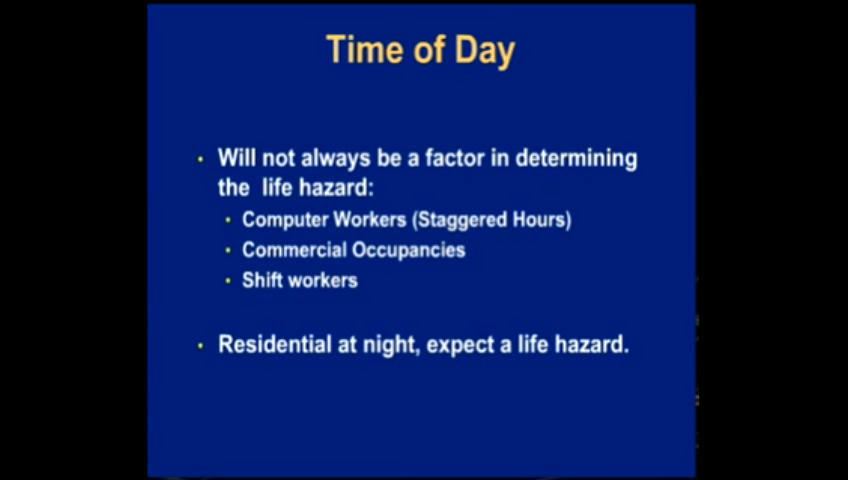 Time of Day
• Will not always be a factor in determining
the life hazard:
• Computer Workers (Staggered Hours)
• Commercial Occupancies
• Shift workers
• Residential at night, expect a life hazard.